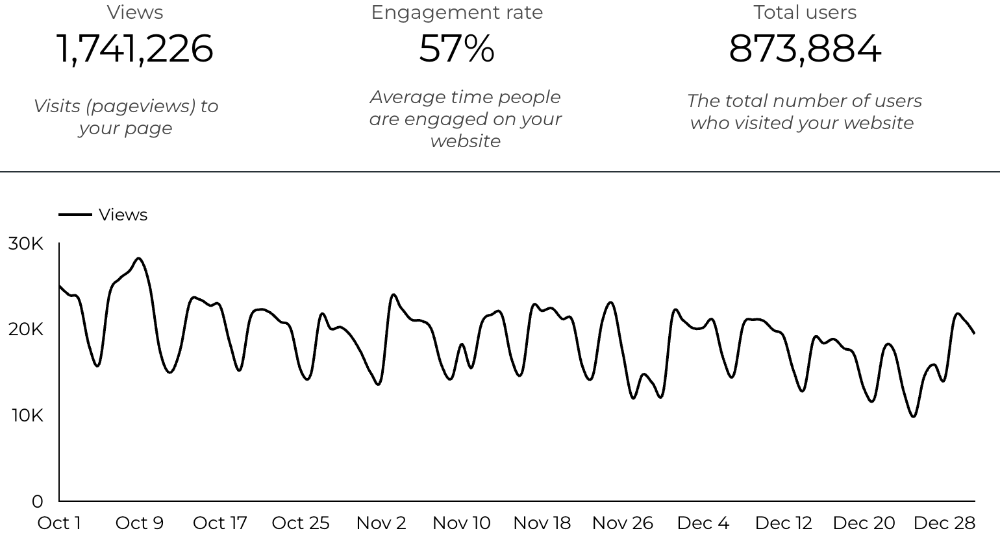 Views
Engagement rate
Total users
1,741,226
57%
873,884
Visits (pageviews) to
your page
Average time people
are engaged on your
website
The total number of users
who visited your website
Views
30K
20K
10K
0
Oct 1
Oct 9
Oct 17
Oct 25
Nov 2
Nov 10
Nov 18
Nov 26
Dec 4
Dec 12
Dec 20
Dec 28